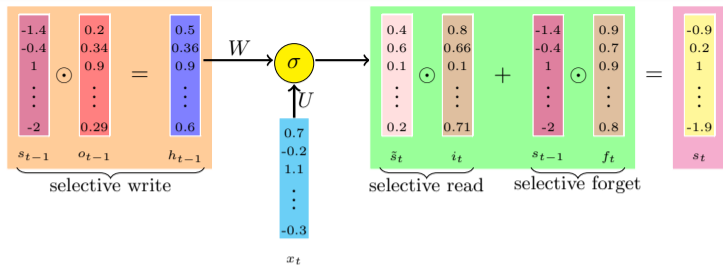 -1.4 0.2 0.5 W 0.4 0.8 -1.4 0.9 -0.9
-0.4 0.34 0.36 σ 0.6 0.66 -0.4 0.7 0.2
1 ⊙ 0.9 = 0.9 0.1 ⊙ 0.1 + 1 ⊙ 0.9 = 1
⋮ ⋮ ⋮ U ⋮ ⋮ ⋮ ⋮ ⋮
-2 0.29 0.6 0.2 0.71 -2 0.8 -1.9
s_{t−1} o_{t−1} h_{t−1} s̃_t i_t s_{t−1} f_t s_t
selective write selective read selective forget
0.7
-0.2
1.1
⋮
-0.3
x_t